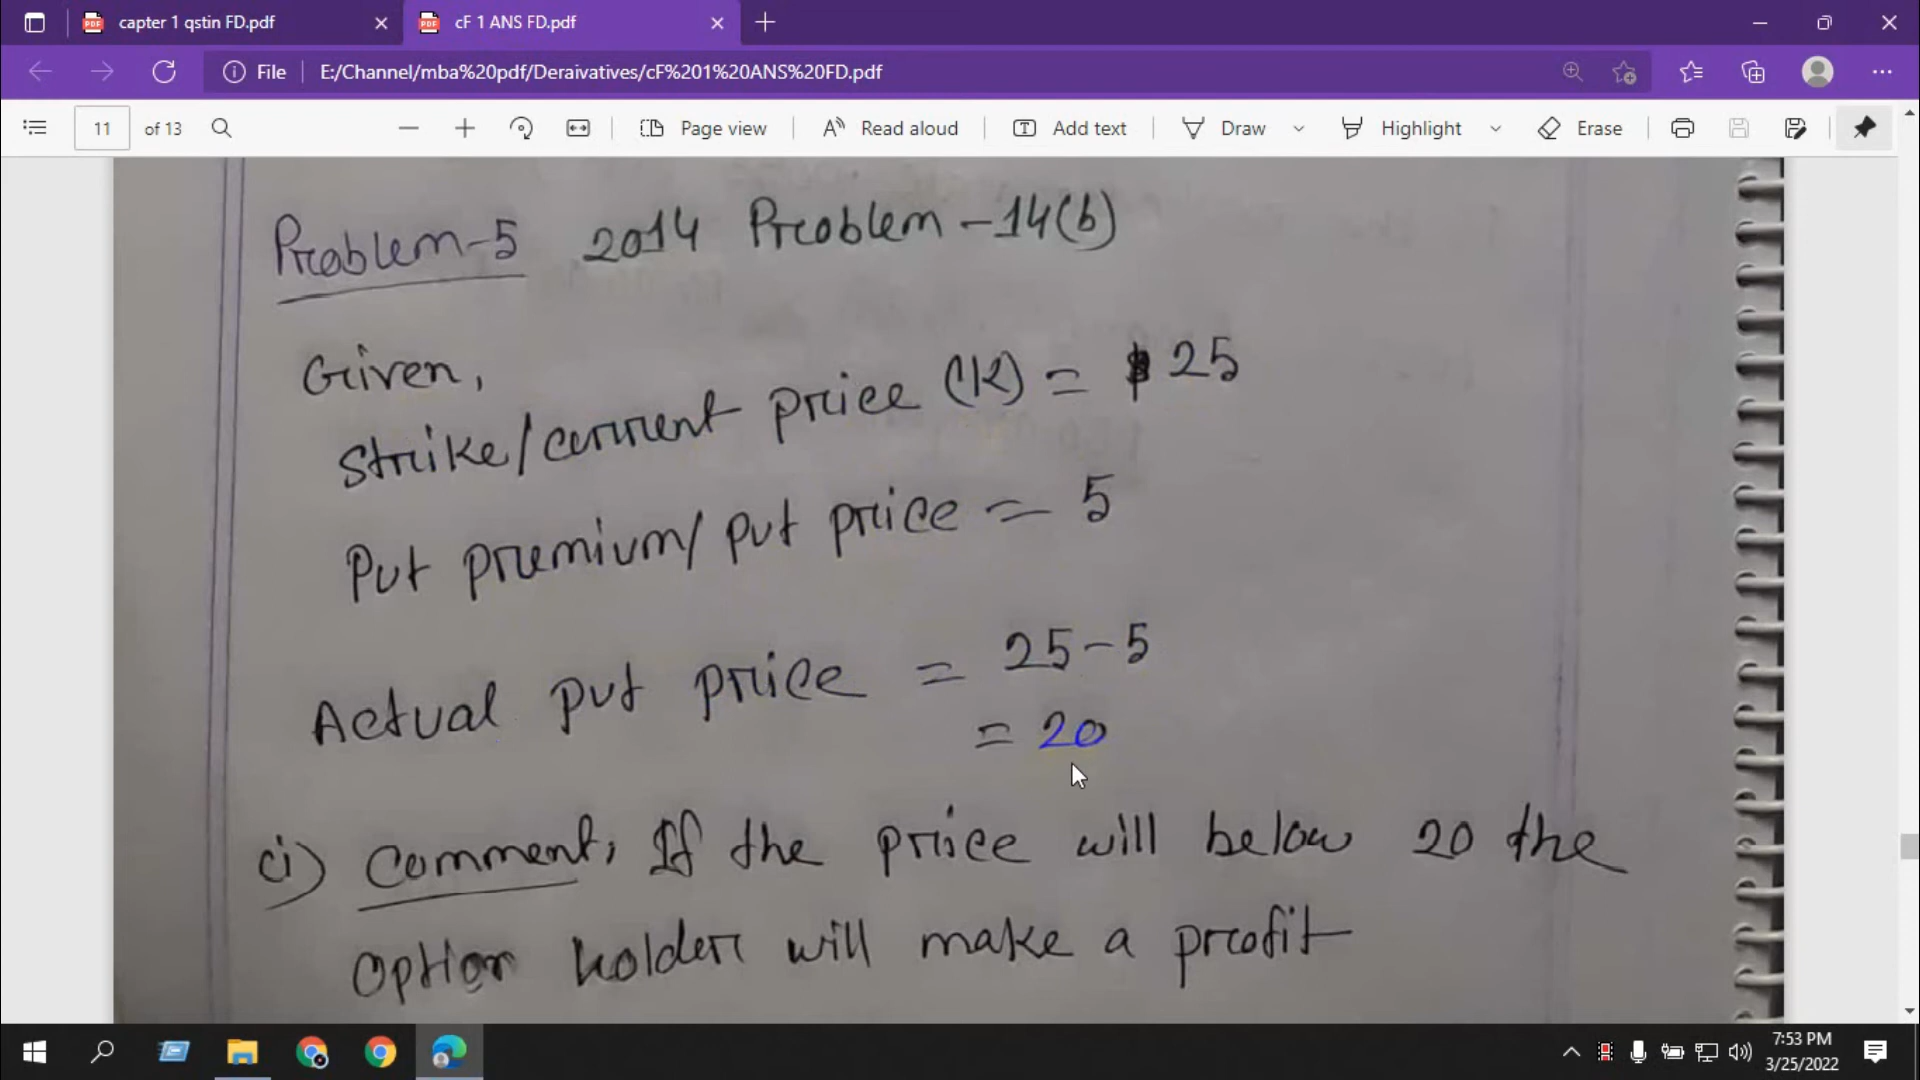 capter 1 qstin FD.pdf
cF 1 ANS FD.pdf
File
E:/Channel/mba%20pdf/Deraivatives/cF%201%20ANS%20FD.pdf
11 of 13
Page view
Read aloud
Add text
Draw
Highlight
Erase
Problem-5 2014 Problem -14(b)
Given,
Strike/current price (K) = $25
Put premium/put price = 5
Actual put price = 25-5
= 20
(i) Comment, If the price will below 20 the
option holder will make a profit
7:53 PM
3/25/2022